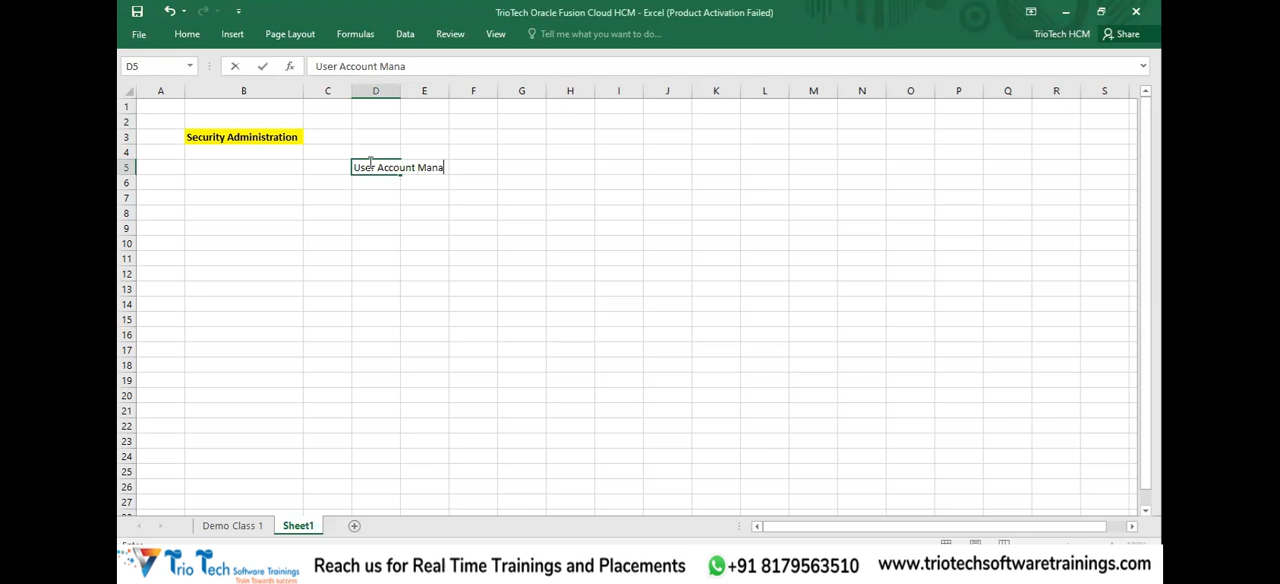 TrioTech Oracle Fusion Cloud HCM - Excel (Product Activation Failed)
File Home Insert Page Layout Formulas Data Review View Tell me what you want to do... TrioTech HCM Share
D5 fx User Account Mana
A B C D E F G H I J K L M N O P Q R S
1
2
3 Security Administration
4
5 User Account Mana
6
7
8
9
10
11
12
13
14
15
16
17
18
19
20
21
22
23
24
25
26
27
Demo Class 1 Sheet1
Trio Tech Software Trainings
Train Towards success
Reach us for Real Time Trainings and Placements +91 8179563510 www.triotechsoftwaretrainings.com